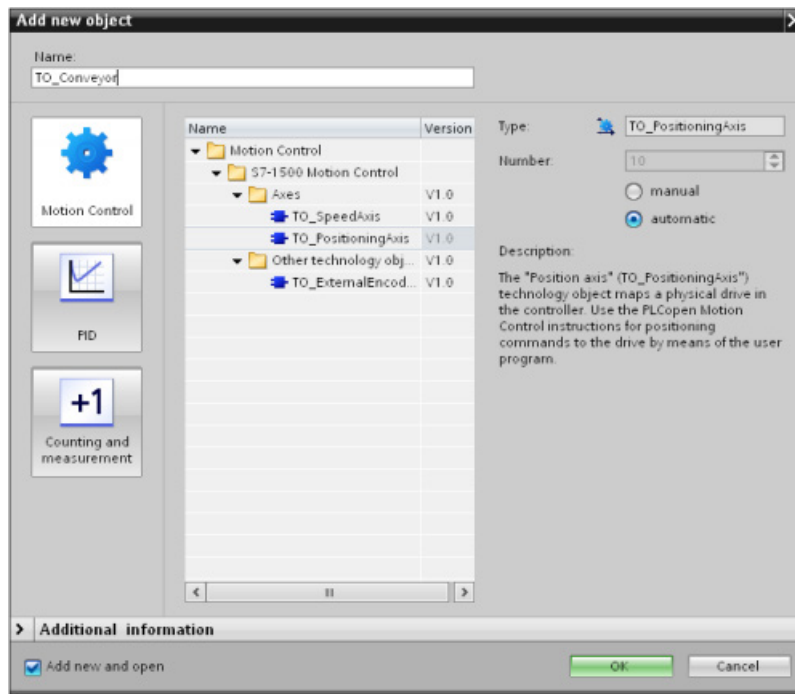 Add new object
Name:
TO_Conveyor
Motion Control
PID
+1
Counting and
measurement
Name Version
Motion Control
S7-1500 Motion Control
Axes V1.0
TO_SpeedAxis V1.0
TO_PositioningAxis V1.0
Other technology obj... V1.0
TO_ExternalEncod... V1.0
Type: TO_PositioningAxis
Number: 10
manual
automatic
Description:
The "Position axis" (TO_PositioningAxis")
technology object maps a physical drive in
the controller. Use the PLCopen Motion
Control instructions for positioning
commands to the drive by means of the user
program.
Additional information
Add new and open
OK
Cancel